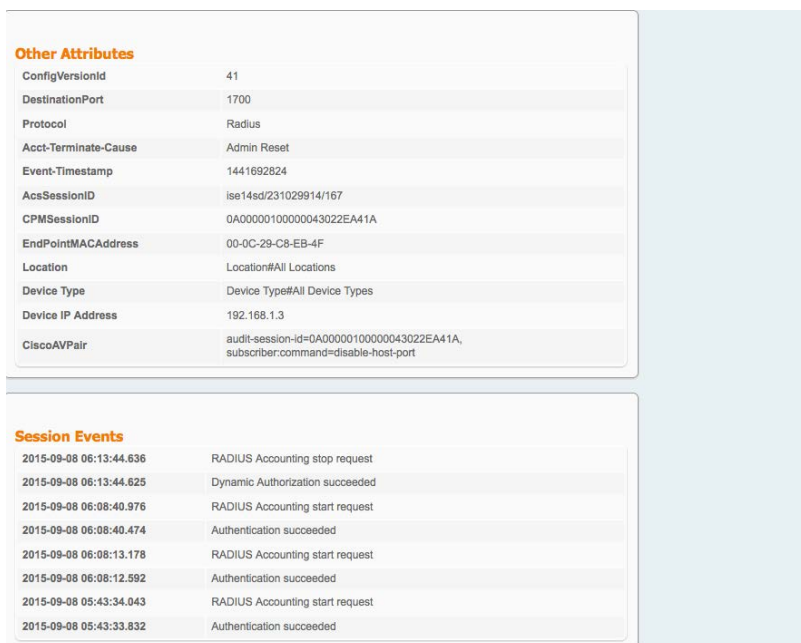 Other Attributes
ConfigVersionId 41
DestinationPort 1700
Protocol Radius
Acct-Terminate-Cause Admin Reset
Event-Timestamp 1441692824
AcsSessionID ise14sd/231029914/167
CPMSessionID 0A00000100000043022EA41A
EndPointMACAddress 00-0C-29-C8-EB-4F
Location Location#All Locations
Device Type Device Type#All Device Types
Device IP Address 192.168.1.3
CiscoAVPair audit-session-id=0A00000100000043022EA41A,
subscriber:command=disable-host-port
Session Events
2015-09-08 06:13:44.636 RADIUS Accounting stop request
2015-09-08 06:13:44.625 Dynamic Authorization succeeded
2015-09-08 06:08:40.976 RADIUS Accounting start request
2015-09-08 06:08:40.474 Authentication succeeded
2015-09-08 06:08:13.178 RADIUS Accounting start request
2015-09-08 06:08:12.592 Authentication succeeded
2015-09-08 05:43:34.043 RADIUS Accounting start request
2015-09-08 05:43:33.832 Authentication succeeded